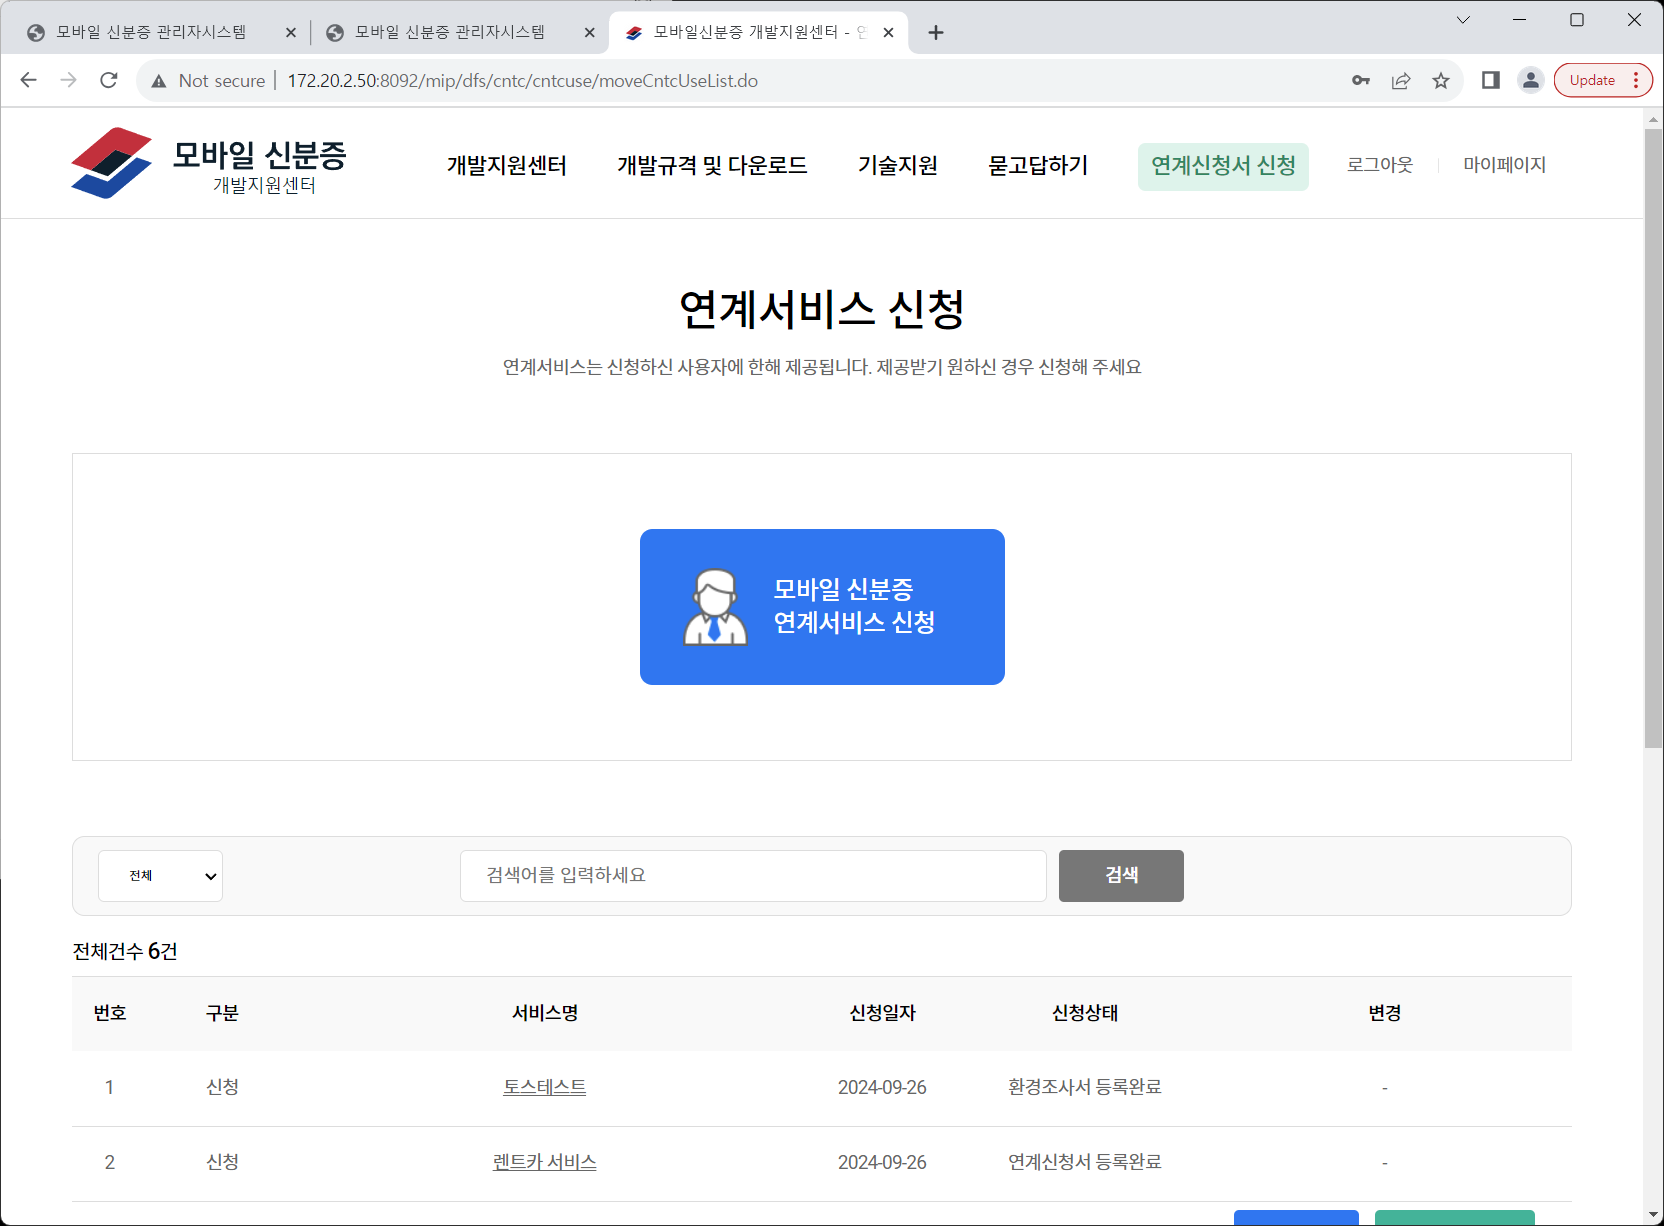 모바일 신분증 관리자시스템
모바일 신분증 관리자시스템
모바일신분증 개발지원센터 - 연
Not secure
172.20.2.50:8092/mip/dfs/cntc/cntcuse/moveCntcUseList.do
Update
모바일 신분증
개발지원센터
개발지원센터
개발규격 및 다운로드
기술지원
묻고답하기
연계신청서 신청
로그아웃
마이페이지
연계서비스 신청
연계서비스는 신청하신 사용자에 한해 제공됩니다. 제공받기 원하신 경우 신청해 주세요
모바일 신분증
연계서비스 신청
전체
검색어를 입력하세요
검색
전체건수 6건
번호 구분 서비스명 신청일자 신청상태 변경
1 신청 토스테스트 2024-09-26 환경조사서 등록완료 -
2 신청 렌트카 서비스 2024-09-26 연계신청서 등록완료 -